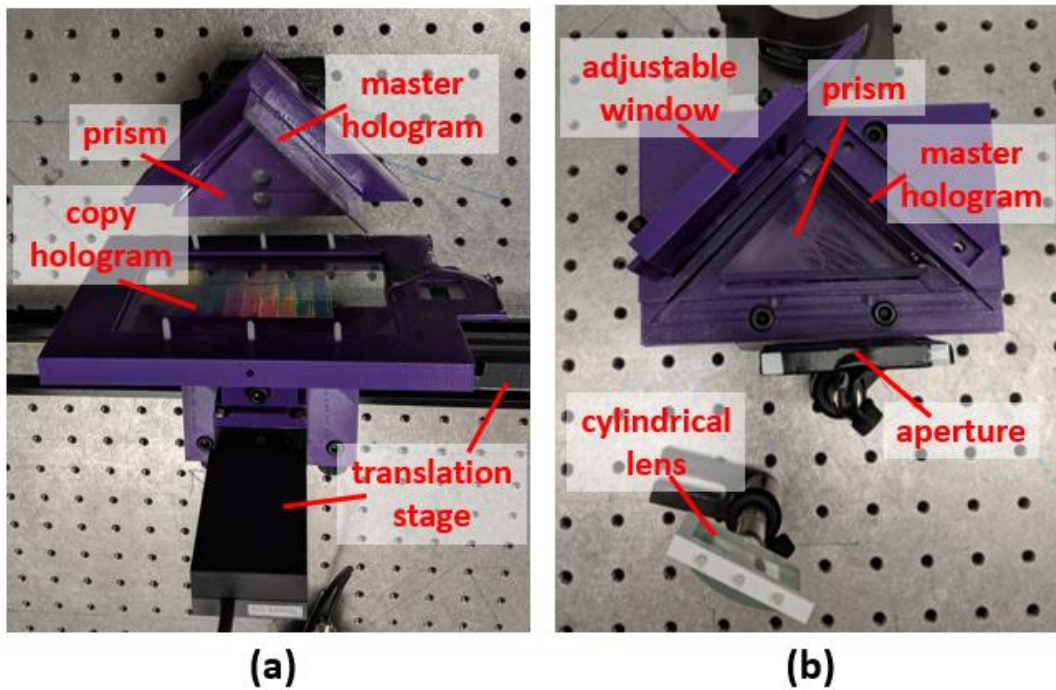 master
hologram
prism
copy
hologram
translation
stage
(a)
adjustable
window
prism
master
hologram
cylindrical
lens
aperture
(b)